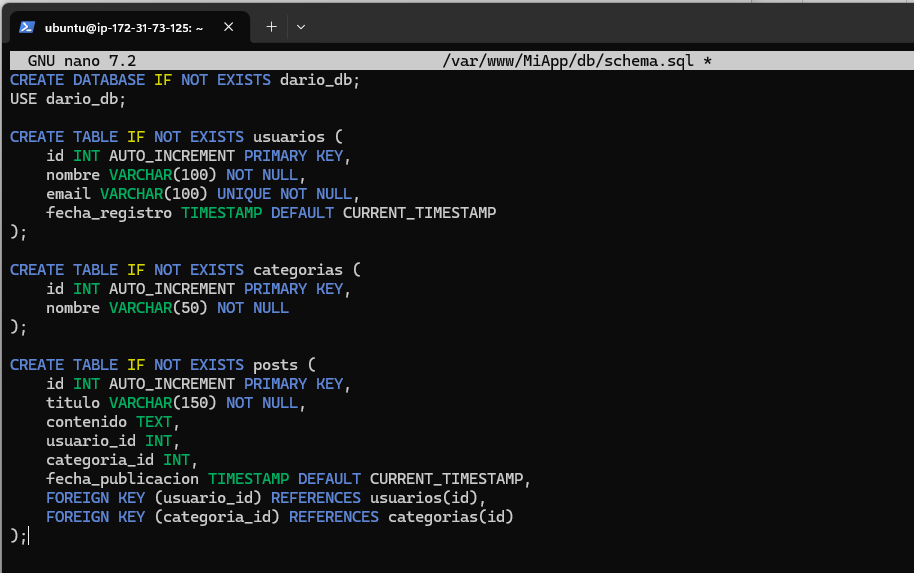 ubuntu@ip-172-31-73-125: ~
GNU nano 7.2 /var/www/MiApp/db/schema.sql *
CREATE DATABASE IF NOT EXISTS dario_db;
USE dario_db;

CREATE TABLE IF NOT EXISTS usuarios (
    id INT AUTO_INCREMENT PRIMARY KEY,
    nombre VARCHAR(100) NOT NULL,
    email VARCHAR(100) UNIQUE NOT NULL,
    fecha_registro TIMESTAMP DEFAULT CURRENT_TIMESTAMP
);

CREATE TABLE IF NOT EXISTS categorias (
    id INT AUTO_INCREMENT PRIMARY KEY,
    nombre VARCHAR(50) NOT NULL
);

CREATE TABLE IF NOT EXISTS posts (
    id INT AUTO_INCREMENT PRIMARY KEY,
    titulo VARCHAR(150) NOT NULL,
    contenido TEXT,
    usuario_id INT,
    categoria_id INT,
    fecha_publicacion TIMESTAMP DEFAULT CURRENT_TIMESTAMP,
    FOREIGN KEY (usuario_id) REFERENCES usuarios(id),
    FOREIGN KEY (categoria_id) REFERENCES categorias(id)
);